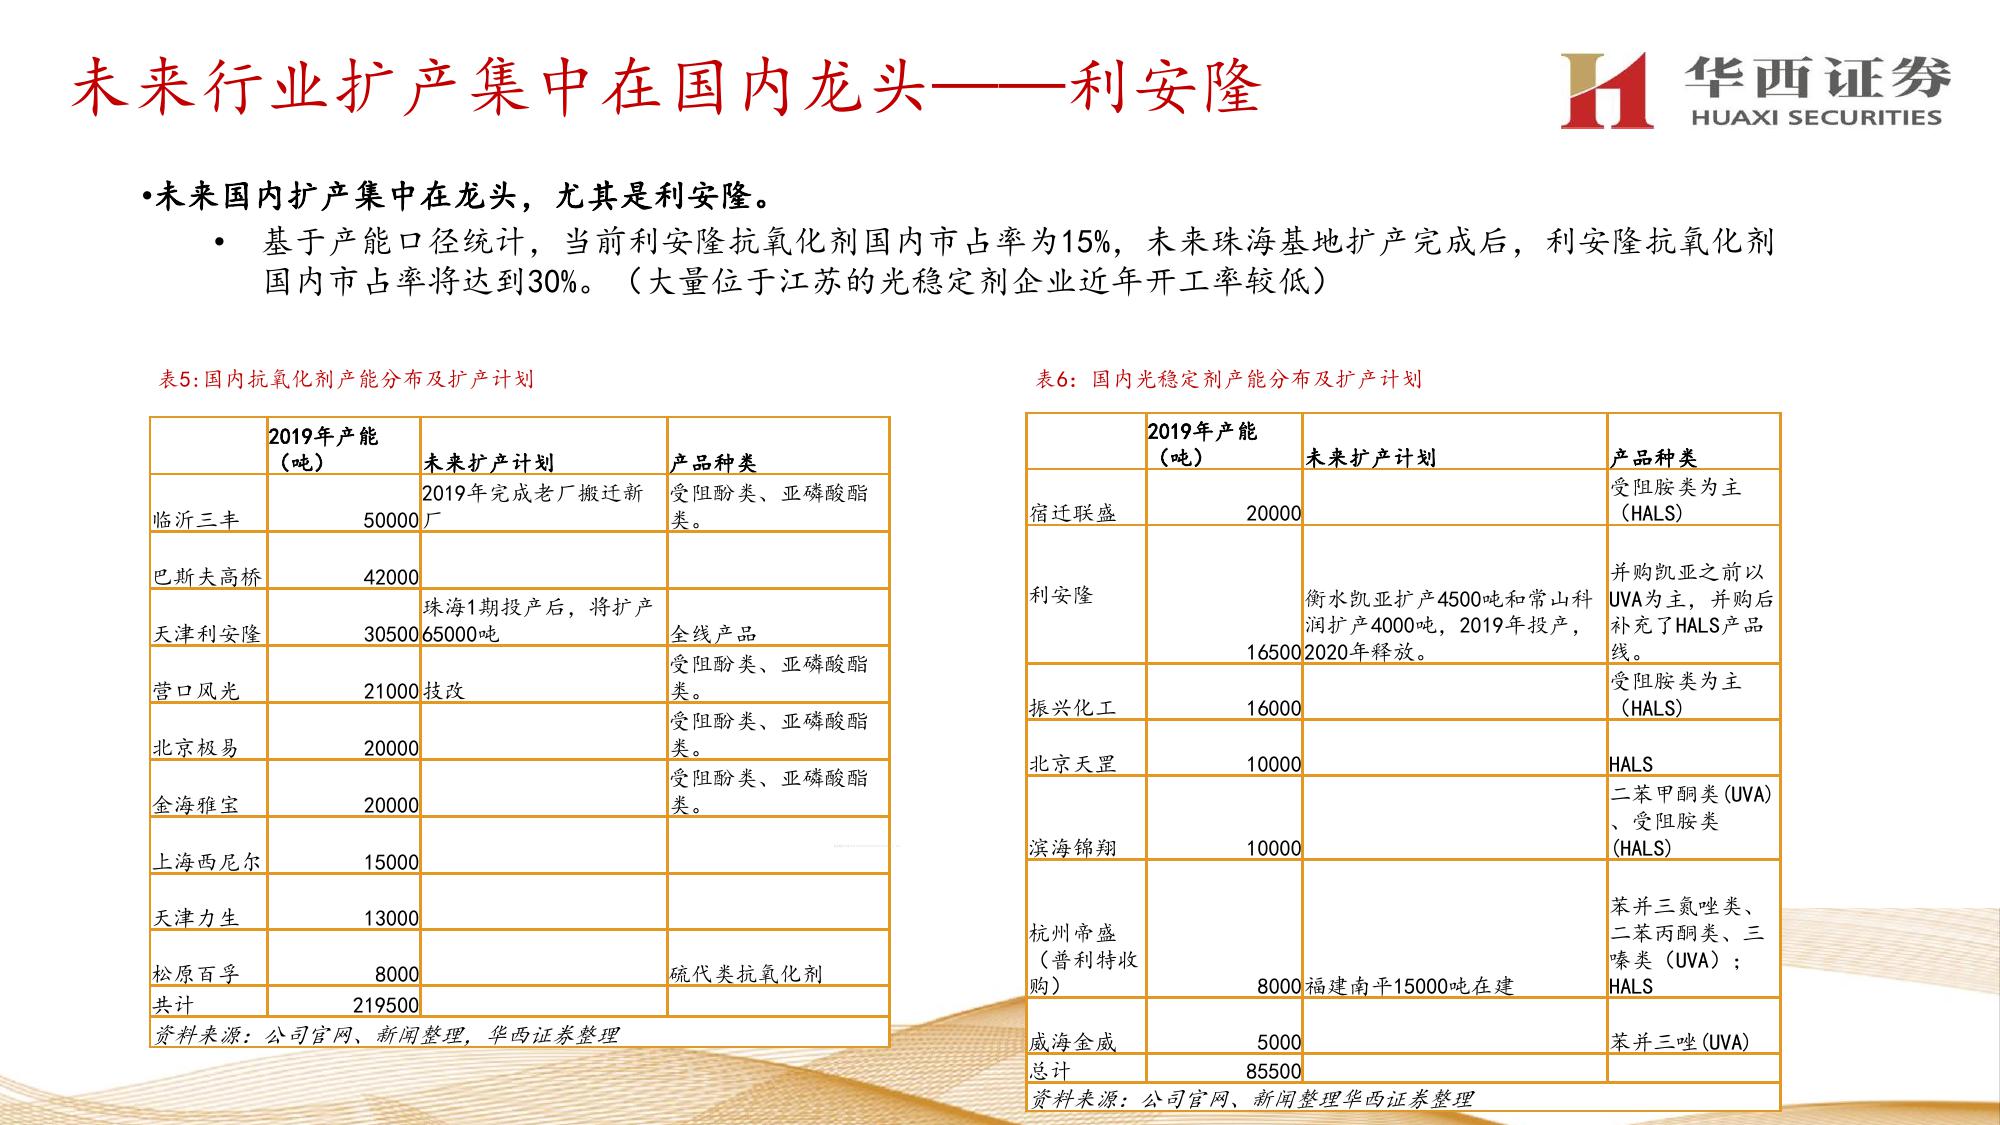 未来行业扩产集中在国内龙头——利安隆
华西证券
HUAXI SECURITIES
•未来国内扩产集中在龙头，尤其是利安隆。
• 基于产能口径统计，当前利安隆抗氧化剂国内市占率为15%，未来珠海基地扩产完成后，利安隆抗氧化剂
国内市占率将达到30%。（大量位于江苏的光稳定剂企业近年开工率较低）
表5:国内抗氧化剂产能分布及扩产计划
2019年产能
（吨） 未来扩产计划 产品种类
2019年完成老厂搬迁新 受阻酚类、亚磷酸酯
临沂三丰 50000 厂 类。
巴斯夫高桥 42000
珠海1期投产后，将扩产
天津利安隆 30500 65000吨 全线产品
受阻酚类、亚磷酸酯
营口风光 21000 技改 类。
受阻酚类、亚磷酸酯
北京极易 20000 类。
受阻酚类、亚磷酸酯
金海雅宝 20000 类。
上海西尼尔 15000
天津力生 13000
松原百孚 8000 硫代类抗氧化剂
共计 219500
资料来源：公司官网、新闻整理，华西证券整理
表6：国内光稳定剂产能分布及扩产计划
2019年产能
（吨） 未来扩产计划 产品种类
受阻胺类为主
宿迁联盛 20000 （HALS）
并购凯亚之前以
利安隆 衡水凯亚扩产4500吨和常山科 UVA为主，并购后
润扩产4000吨，2019年投产， 补充了HALS产品
16500 2020年释放。 线。
受阻胺类为主
振兴化工 16000 （HALS）
北京天罡 10000 HALS
二苯甲酮类(UVA)
、受阻胺类
滨海锦翔 10000 (HALS)
苯并三氮唑类、
杭州帝盛 二苯丙酮类、三
（普利特收 嗪类（UVA）；
购） 8000 福建南平15000吨在建 HALS
威海金威 5000 苯并三唑(UVA)
总计 85500
资料来源：公司官网、新闻整理华西证券整理